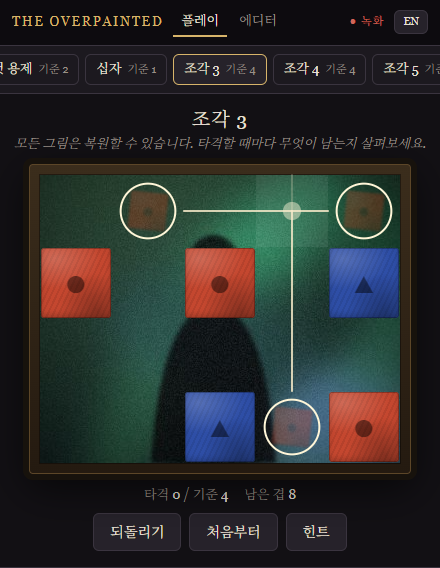 THE OVERPAINTED 플레이 에디터 녹화 EN
용제 기준 2 십자 기준 1 조각 3 기준 4 조각 4 기준 4 조각 5
조각 3
모든 그림은 복원할 수 있습니다. 타격할 때마다 무엇이 남는지 살펴보세요.
타격 0 / 기준 4 남은 겹 8
되돌리기 처음부터 힌트